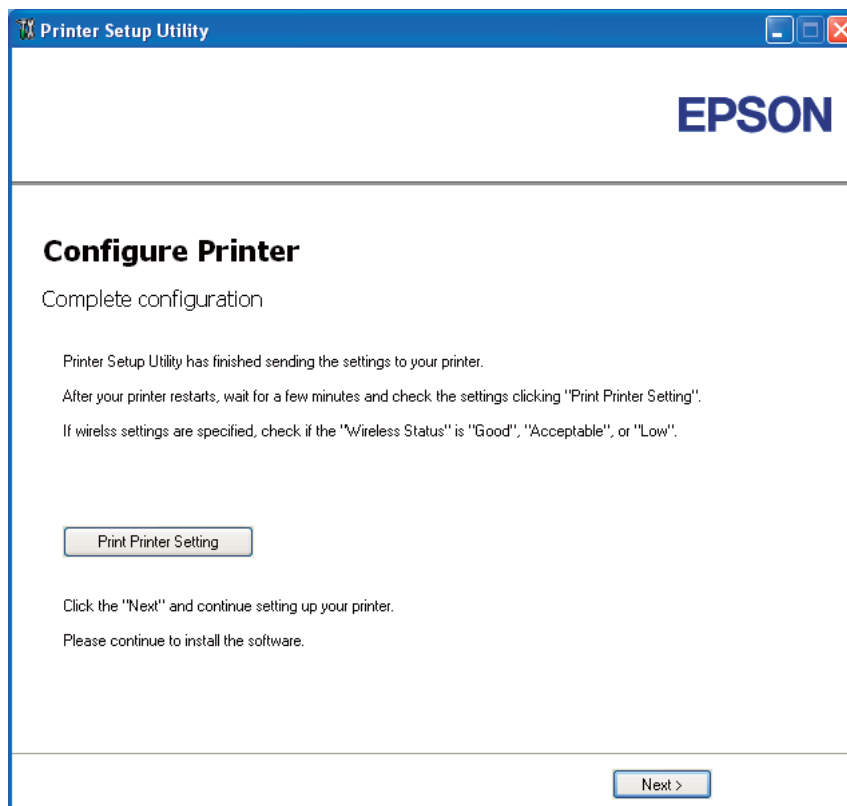 Printer Setup Utility
EPSON
Configure Printer
Complete configuration
Printer Setup Utility has finished sending the settings to your printer.
After your printer restarts, wait for a few minutes and check the settings clicking "Print Printer Setting".
If wirelss settings are specified, check if the "Wireless Status" is "Good", "Acceptable", or "Low".
Print Printer Setting
Click the "Next" and continue setting up your printer.
Please continue to install the software.
Next >